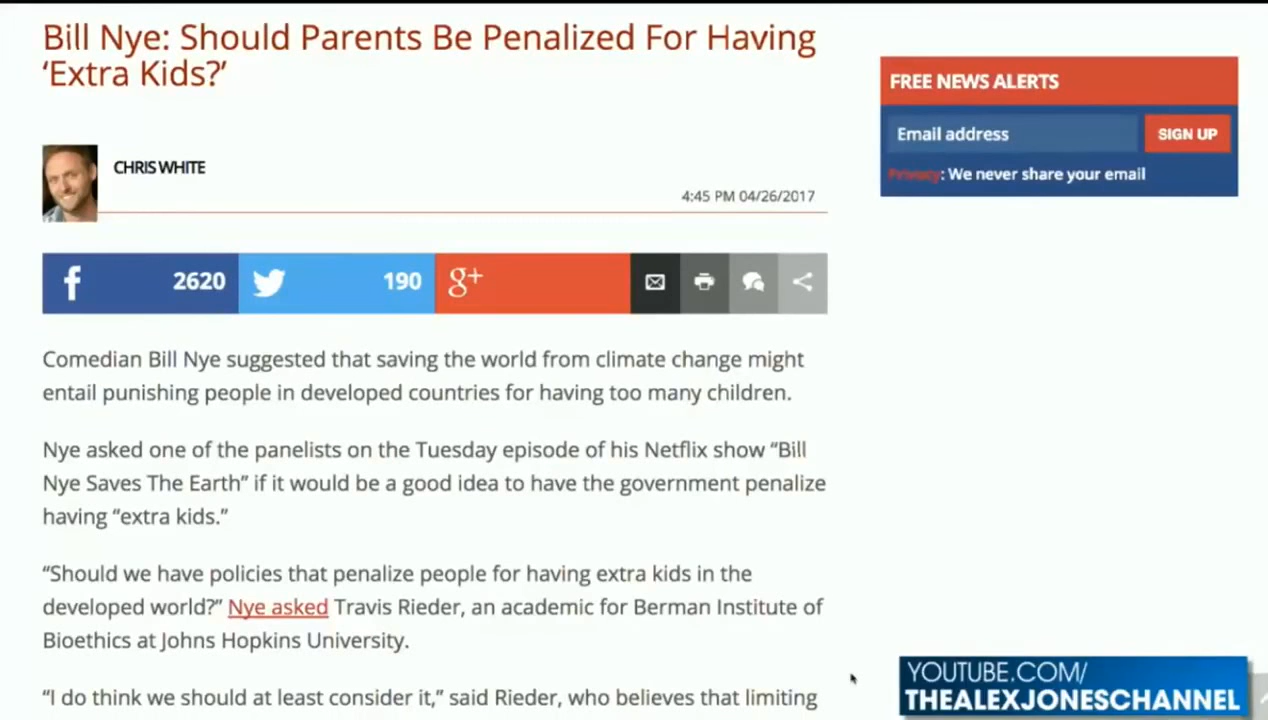 Bill Nye: Should Parents Be Penalized For Having
‘Extra Kids?’
CHRIS WHITE
4:45 PM 04/26/2017
f 2620
190
g+
Comedian Bill Nye suggested that saving the world from climate change might
entail punishing people in developed countries for having too many children.
Nye asked one of the panelists on the Tuesday episode of his Netflix show “Bill
Nye Saves The Earth” if it would be a good idea to have the government penalize
having “extra kids.”
“Should we have policies that penalize people for having extra kids in the
developed world?” Nye asked Travis Rieder, an academic for Berman Institute of
Bioethics at Johns Hopkins University.
“I do think we should at least consider it,” said Rieder, who believes that limiting
FREE NEWS ALERTS
Email address
SIGN UP
Privacy: We never share your email
YOUTUBE.COM/
THEALEXJONESCHANNEL